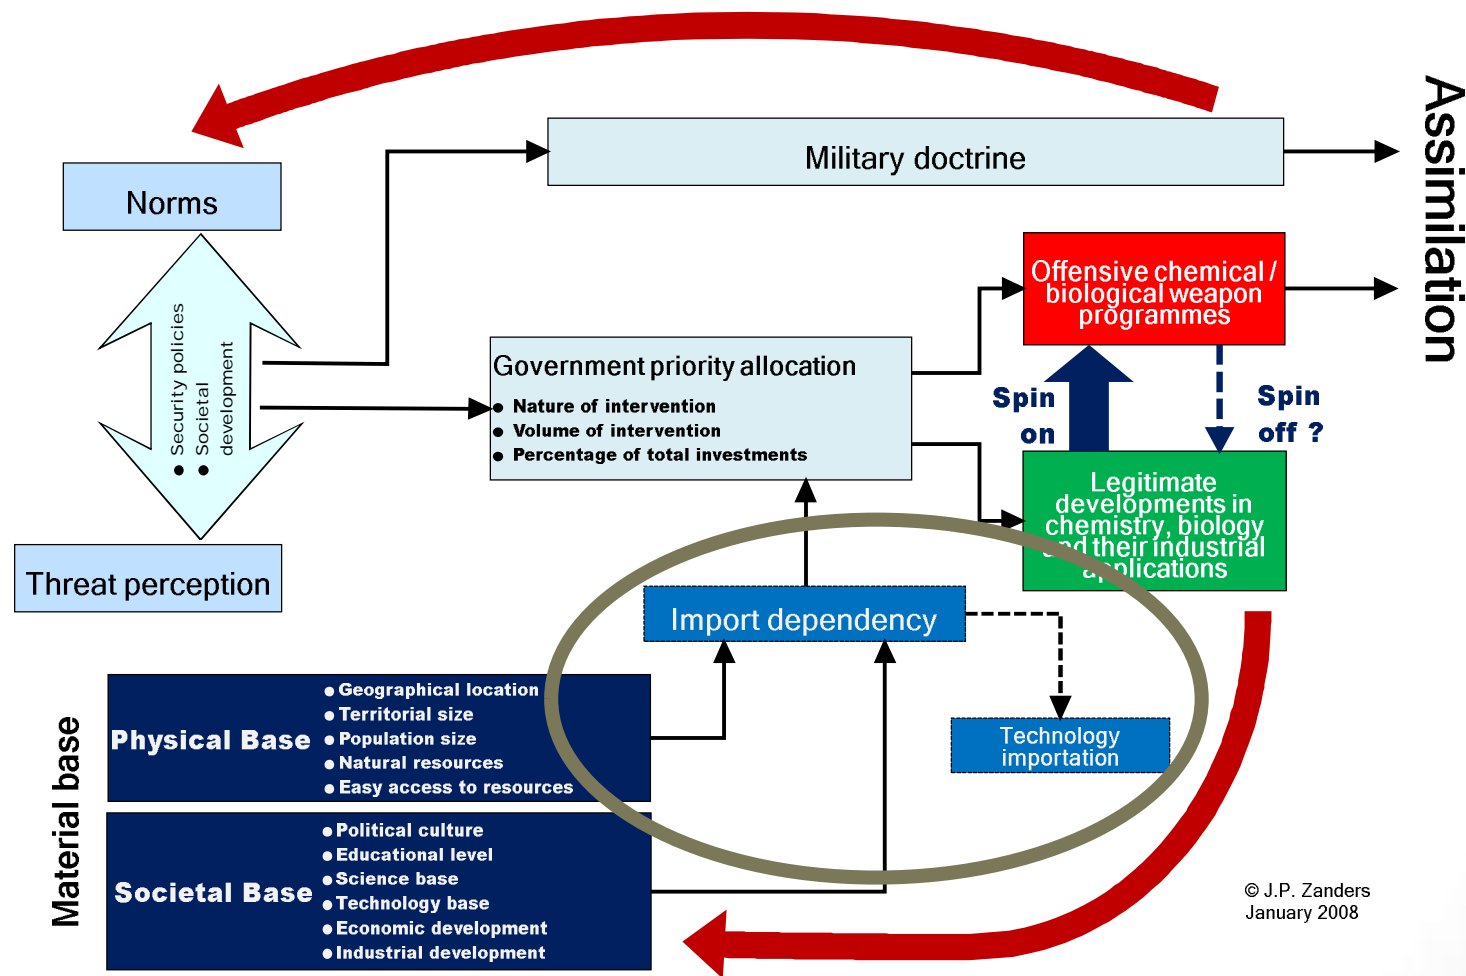 Assimilation
Military doctrine
Norms
Offensive chemical /
biological weapon
programmes
● Security policies
● Societal
development
Government priority allocation
● Nature of intervention
● Volume of intervention
● Percentage of total investments
Spin
on
Spin
off ?
Legitimate
developments in
chemistry, biology
and their industrial
applications
Threat perception
Import dependency
Technology
importation
Material base
Physical Base
● Geographical location
● Territorial size
● Population size
● Natural resources
● Easy access to resources
Societal Base
● Political culture
● Educational level
● Science base
● Technology base
● Economic development
● Industrial development
© J.P. Zanders
January 2008